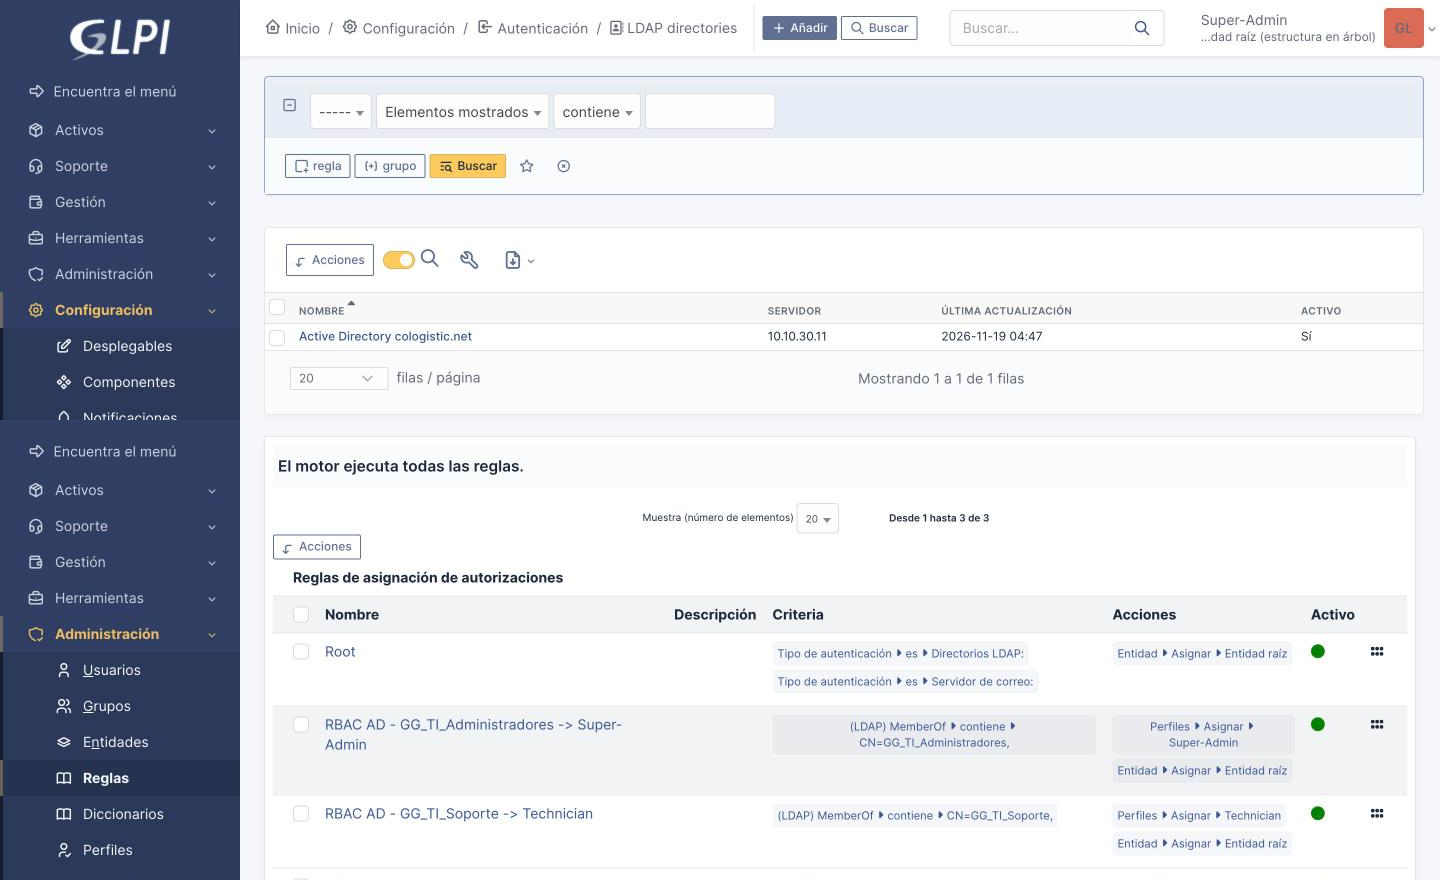 GLPI
Inicio / Configuración / Autenticación / LDAP directories
Añadir
Buscar
Buscar...
Super-Admin
...dad raíz (estructura en árbol)
GL
Encuentra el menú
Activos
Soporte
Gestión
Herramientas
Administración
Configuración
Desplegables
Componentes
Notificaciones
-----
Elementos mostrados
contiene
regla
(+) grupo
Buscar
Acciones
NOMBRE SERVIDOR ÚLTIMA ACTUALIZACIÓN ACTIVO
Active Directory cologistic.net 10.10.30.11 2026-11-19 04:47 Sí
20 filas / página
Mostrando 1 a 1 de 1 filas
Encuentra el menú
Activos
Soporte
Gestión
Herramientas
Administración
Usuarios
Grupos
Entidades
Reglas
Diccionarios
Perfiles
El motor ejecuta todas las reglas.
Muestra (número de elementos) 20 Desde 1 hasta 3 de 3
Acciones
Reglas de asignación de autorizaciones
Nombre Descripción Criteria Acciones Activo
Root
Tipo de autenticación es Directorios LDAP:
Tipo de autenticación es Servidor de correo:
Entidad Asignar Entidad raíz
RBAC AD - GG_TI_Administradores -> Super-
Admin
(LDAP) MemberOf contiene
CN=GG_TI_Administradores,
Perfiles Asignar
Super-Admin
Entidad Asignar Entidad raíz
RBAC AD - GG_TI_Soporte -> Technician
(LDAP) MemberOf contiene CN=GG_TI_Soporte,
Perfiles Asignar Technician
Entidad Asignar Entidad raíz